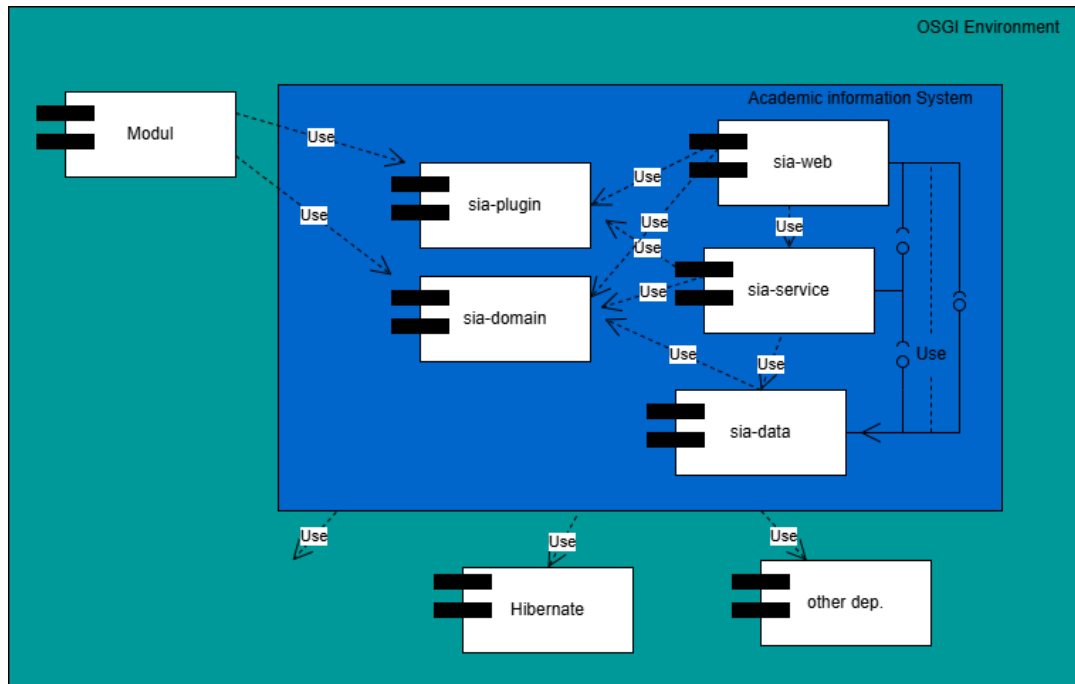 OSGI Environment
Academic information System
Modul
Use
Use
sia-plugin
sia-domain
sia-web
Use
Use
Use
Use
sia-service
Use
Use
Use
Use
sia-data
Use
Use
Use
Hibernate
Use
other dep.